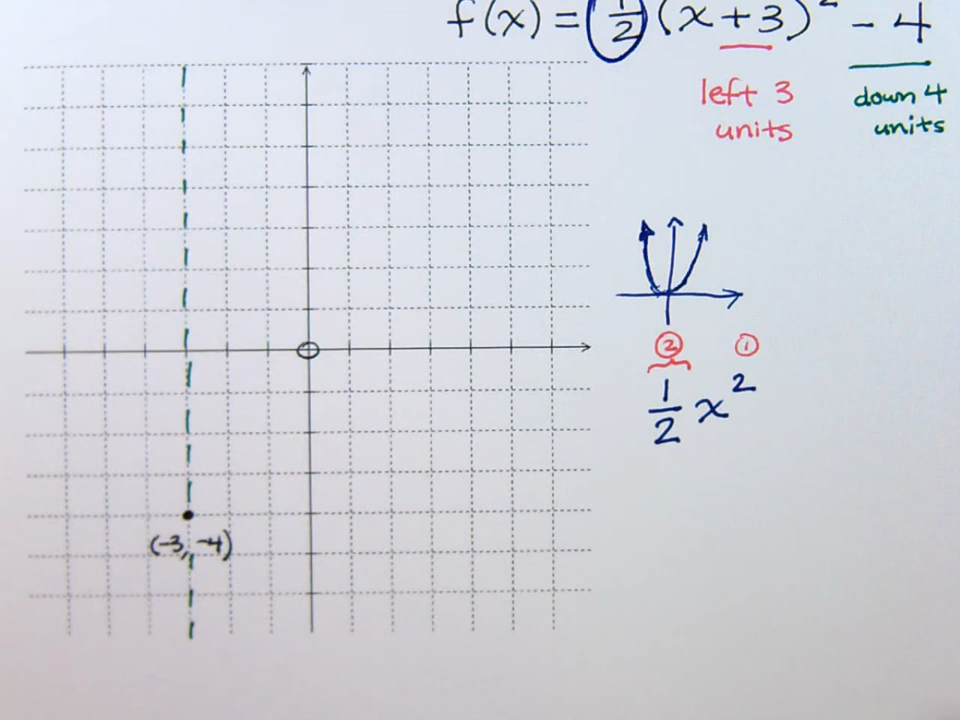 f(x) = 1/2 (x + 3)² - 4
left 3
units
down 4
units
② ①
1/2 x²
(-3, -4)